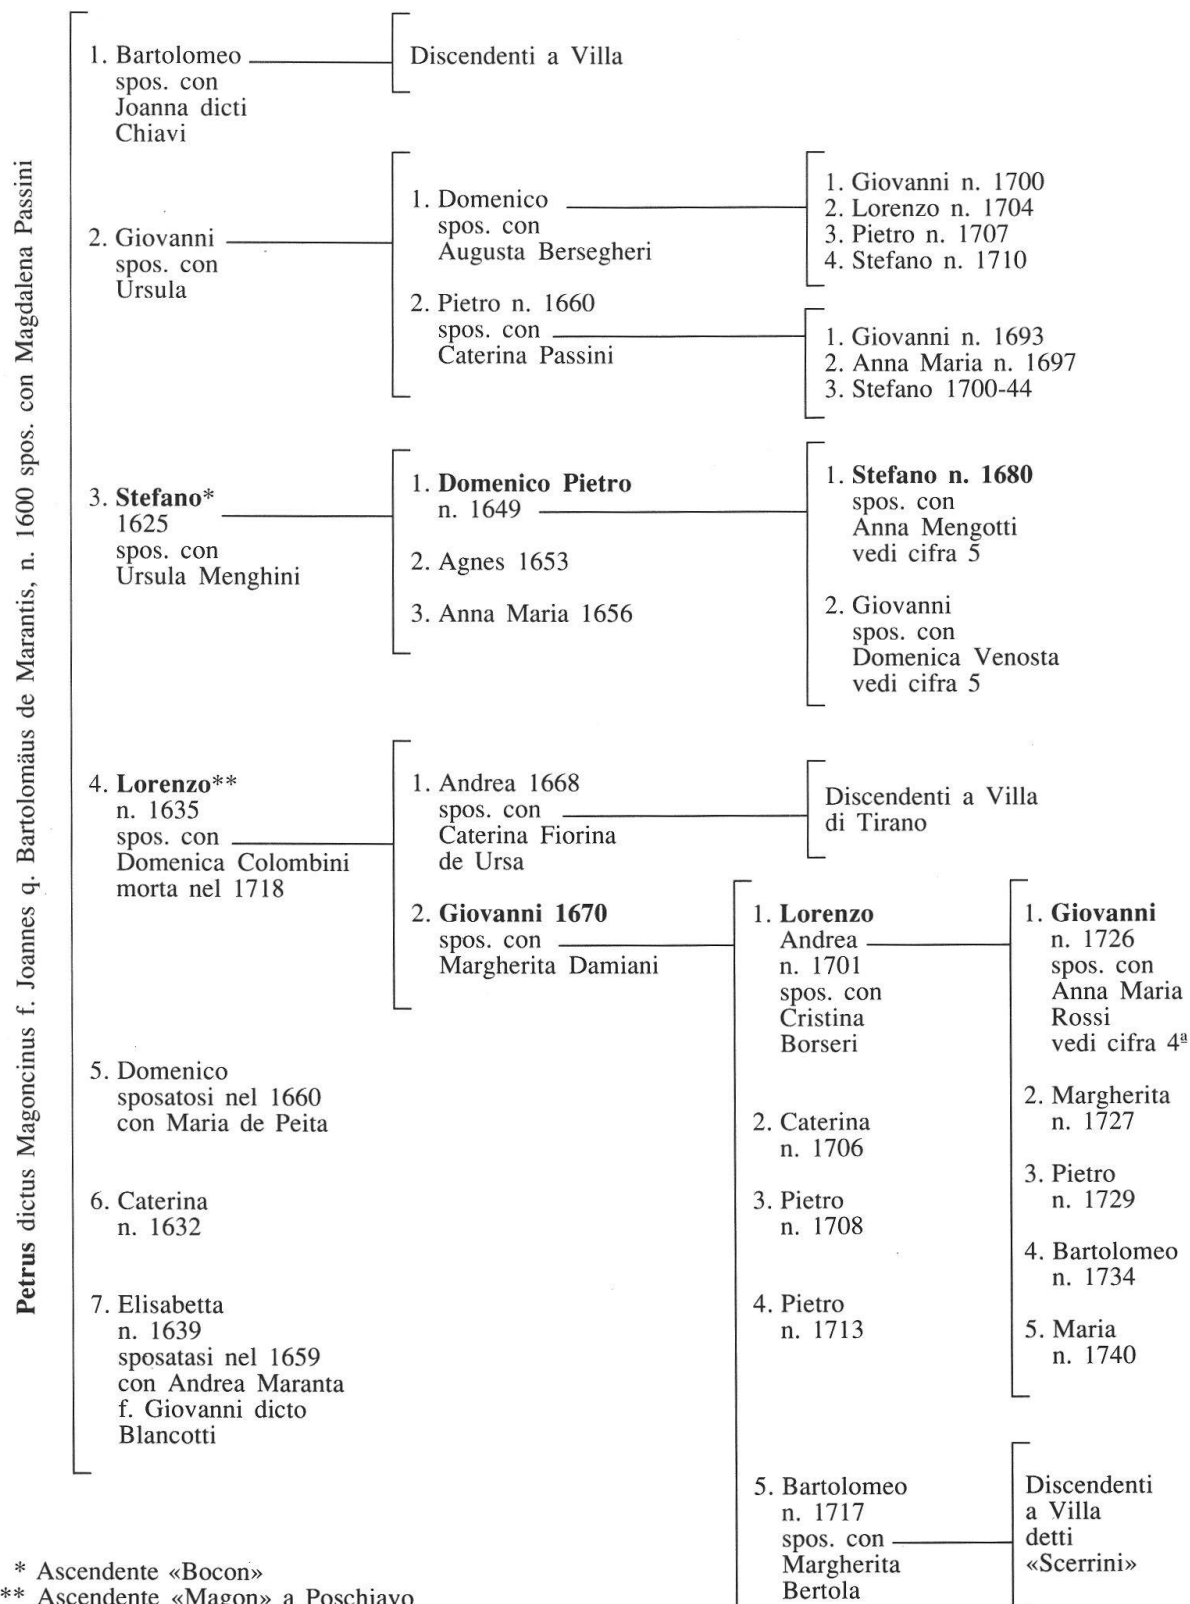 Petrus dictus Magoncinus f. Joannes q. Bartolomäus de Marantis, n. 1600 spos. con Magdalena Passini
1. Bartolomeo
spos. con
Joanna dicti
Chiavi
Discendenti a Villa
2. Giovanni
spos. con
Ursula
1. Domenico
spos. con
Augusta Bersegheri
1. Giovanni n. 1700
2. Lorenzo n. 1704
3. Pietro n. 1707
4. Stefano n. 1710
2. Pietro n. 1660
spos. con
Caterina Passini
1. Giovanni n. 1693
2. Anna Maria n. 1697
3. Stefano 1700-44
3. Stefano*
1625
spos. con
Ursula Menghini
1. Domenico Pietro
n. 1649
2. Agnes 1653
3. Anna Maria 1656
1. Stefano n. 1680
spos. con
Anna Mengotti
vedi cifra 5
2. Giovanni
spos. con
Domenica Venosta
vedi cifra 5
4. Lorenzo**
n. 1635
spos. con
Domenica Colombini
morta nel 1718
1. Andrea 1668
spos. con
Caterina Fiorina
de Ursa
Discendenti a Villa
di Tirano
2. Giovanni 1670
spos. con
Margherita Damiani
1. Lorenzo
Andrea
n. 1701
spos. con
Cristina
Borseri
1. Giovanni
n. 1726
spos. con
Anna Maria
Rossi
vedi cifra 4ª
2. Margherita
n. 1727
3. Pietro
n. 1729
4. Bartolomeo
n. 1734
5. Maria
n. 1740
2. Caterina
n. 1706
3. Pietro
n. 1708
4. Pietro
n. 1713
5. Bartolomeo
n. 1717
spos. con
Margherita
Bertola
Discendenti
a Villa
detti
«Scerrini»
5. Domenico
sposatosi nel 1660
con Maria de Peita
6. Caterina
n. 1632
7. Elisabetta
n. 1639
sposatasi nel 1659
con Andrea Maranta
f. Giovanni dicto
Blancotti
* Ascendente «Bocon»
** Ascendente «Magon» a Poschiavo